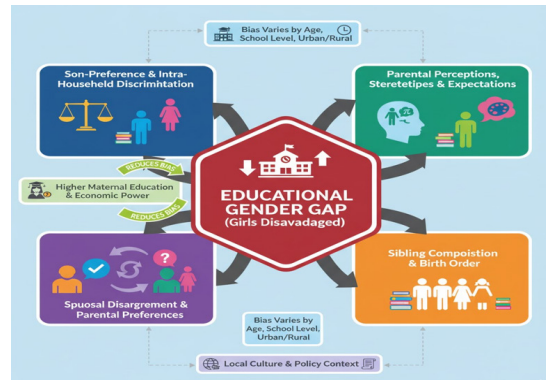 Bias Varies by Age,
School Level, Urban/Rural
Son-Preference & Intra-
Househeld Discrimhtation
Parental Perceptions,
Steretetipes & Expectations
REDUCES BIAS
Higher Maternal Education
& Economic Power
REDUCES BIAS
EDUCATIONAL
GENDER GAP
(Girls Disavadaged)
Spuosal Disargrement &
Parental Preferences
Sibling Compoistion
& Birth Order
Bias Varies by
Age, School Level,
Urban/Rural
Local Culture & Policy Context